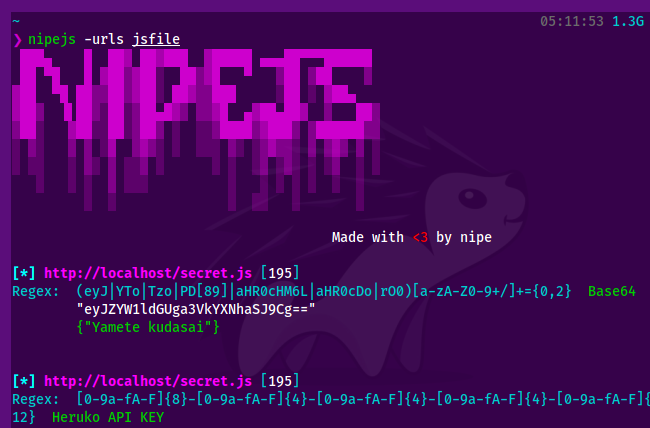 ~ 05:11:53 1.3G
❯ nipejs -urls jsfile
NIPEJS
Made with <3 by nipe
[*] http://localhost/secret.js [195]
Regex: (eyJ|YTo|Tzo|PD[89]|aHR0cHM6L|aHR0cDo|rO0)[a-zA-Z0-9+/]+={0,2} Base64
"eyJZYW1ldGUga3VkYXNhaSJ9Cg=="
{"Yamete kudasai"}
[*] http://localhost/secret.js [195]
Regex: [0-9a-fA-F]{8}-[0-9a-fA-F]{4}-[0-9a-fA-F]{4}-[0-9a-fA-F]{4}-[0-9a-fA-F]{
12} Heruko API KEY